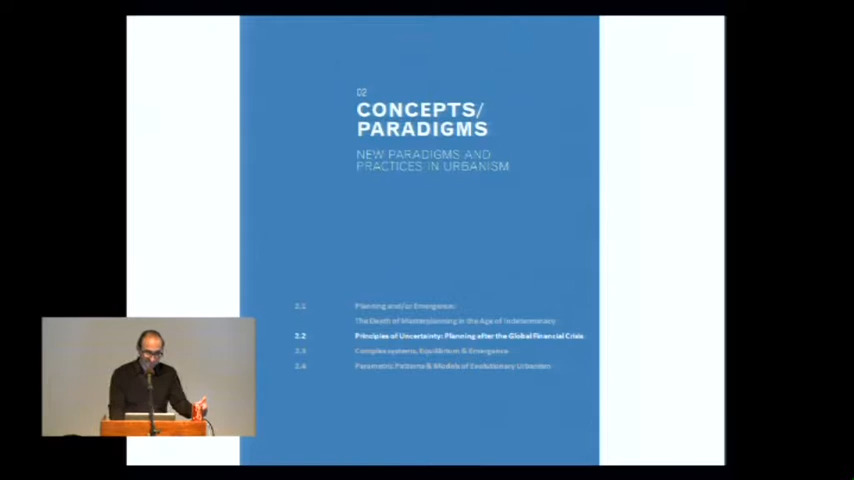 02
CONCEPTS/
PARADIGMS
NEW PARADIGMS AND
PRACTICES IN URBANISM
2.1 Planning and/or Emergence:
The Death of Masterplanning in the Age of Indeterminacy
2.2 Principles of Uncertainty: Planning after the Global Financial Crisis
2.3 Complex systems, Equilibrium & Emergence
2.4 Parametric Patterns & Models of Evolutionary Urbanism